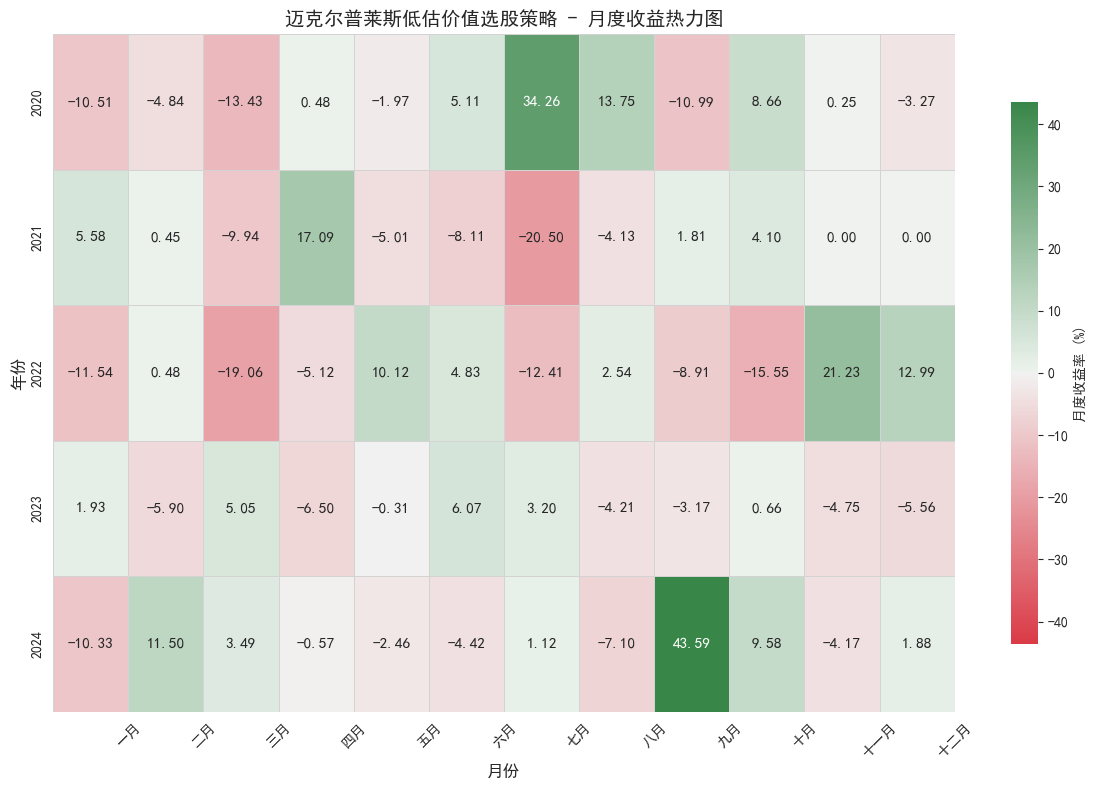 迈克尔普莱斯低估价值选股策略 - 月度收益热力图
2020 -10.51 -4.84 -13.43 0.48 -1.97 5.11 34.26 13.75 -10.99 8.66 0.25 -3.27
2021 5.58 0.45 -9.94 17.09 -5.01 -8.11 -20.50 -4.13 1.81 4.10 0.00 0.00
2022 -11.54 0.48 -19.06 -5.12 10.12 4.83 -12.41 2.54 -8.91 -15.55 21.23 12.99
2023 1.93 -5.90 5.05 -6.50 -0.31 6.07 3.20 -4.21 -3.17 0.66 -4.75 -5.56
2024 -10.33 11.50 3.49 -0.57 -2.46 -4.42 1.12 -7.10 43.59 9.58 -4.17 1.88
年份
一月 二月 三月 四月 五月 六月 七月 八月 九月 十月 十一月 十二月
月份
40
30
20
10
0
-10
-20
-30
-40
月度收益率 (%)